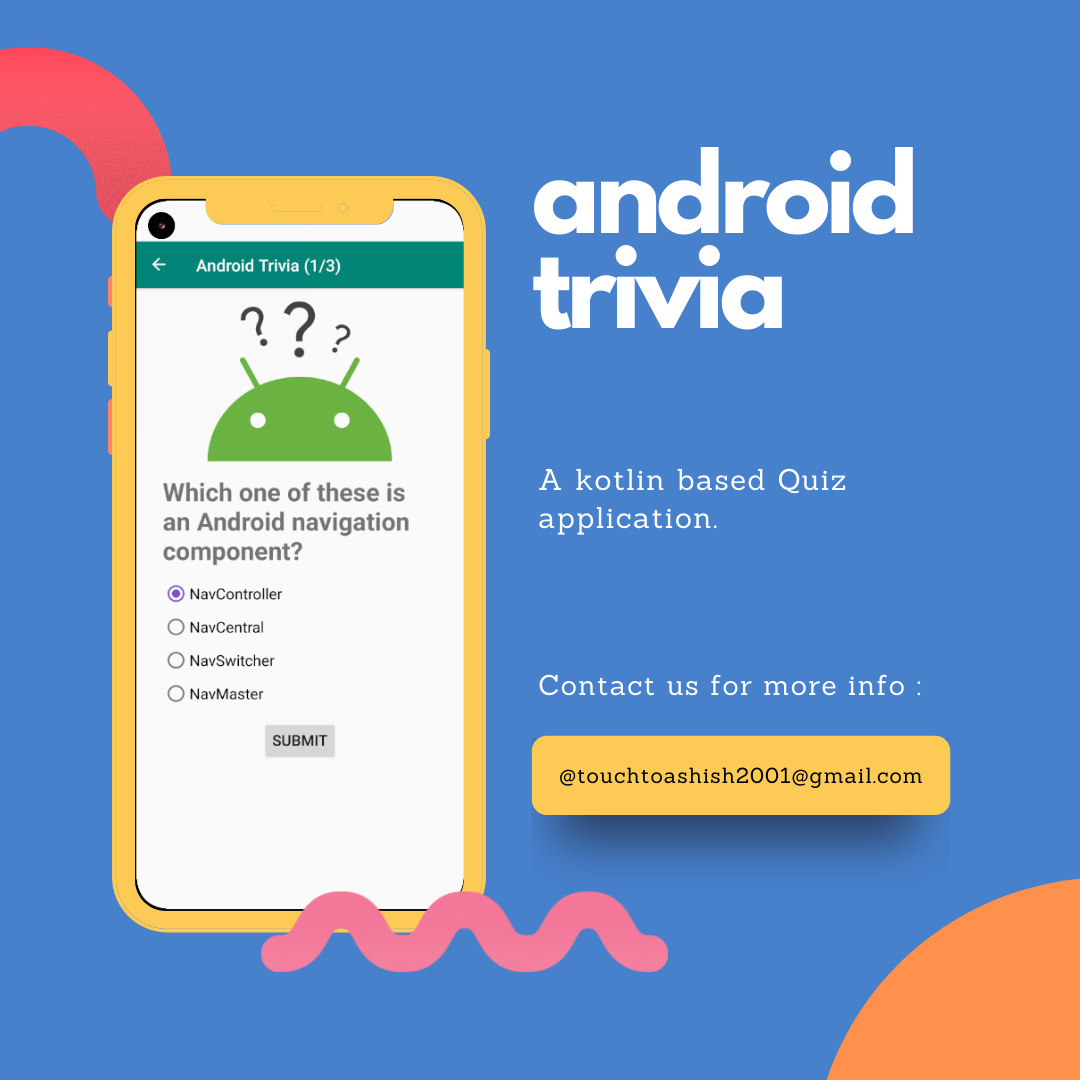 android
trivia
Android Trivia (1/3)
? ? ?
Which one of these is
an Android navigation
component?
NavController
NavCentral
NavSwitcher
NavMaster
SUBMIT
A kotlin based Quiz
application.
Contact us for more info :
@touchtoashish2001@gmail.com